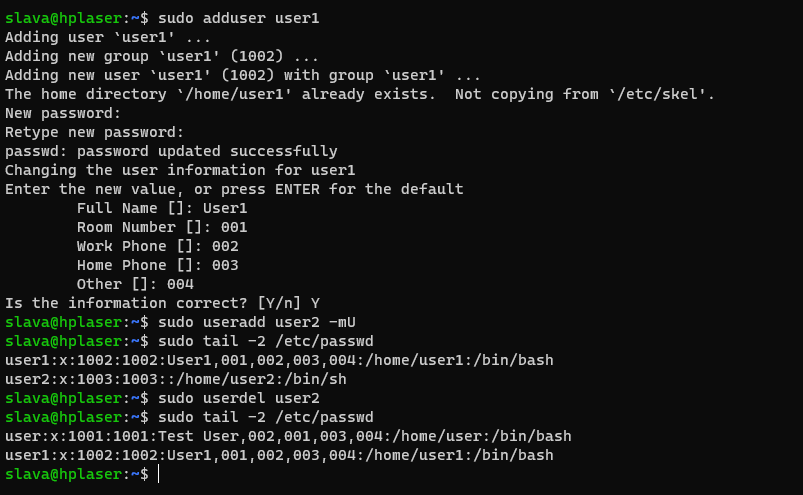 slava@hplaser:~$ sudo adduser user1
Adding user `user1' ...
Adding new group `user1' (1002) ...
Adding new user `user1' (1002) with group `user1' ...
The home directory `/home/user1' already exists.  Not copying from `/etc/skel'.
New password:
Retype new password:
passwd: password updated successfully
Changing the user information for user1
Enter the new value, or press ENTER for the default
        Full Name []: User1
        Room Number []: 001
        Work Phone []: 002
        Home Phone []: 003
        Other []: 004
Is the information correct? [Y/n] Y
slava@hplaser:~$ sudo useradd user2 -mU
slava@hplaser:~$ sudo tail -2 /etc/passwd
user1:x:1002:1002:User1,001,002,003,004:/home/user1:/bin/bash
user2:x:1003:1003::/home/user2:/bin/sh
slava@hplaser:~$ sudo userdel user2
slava@hplaser:~$ sudo tail -2 /etc/passwd
user:x:1001:1001:Test User,002,001,003,004:/home/user:/bin/bash
user1:x:1002:1002:User1,001,002,003,004:/home/user1:/bin/bash
slava@hplaser:~$